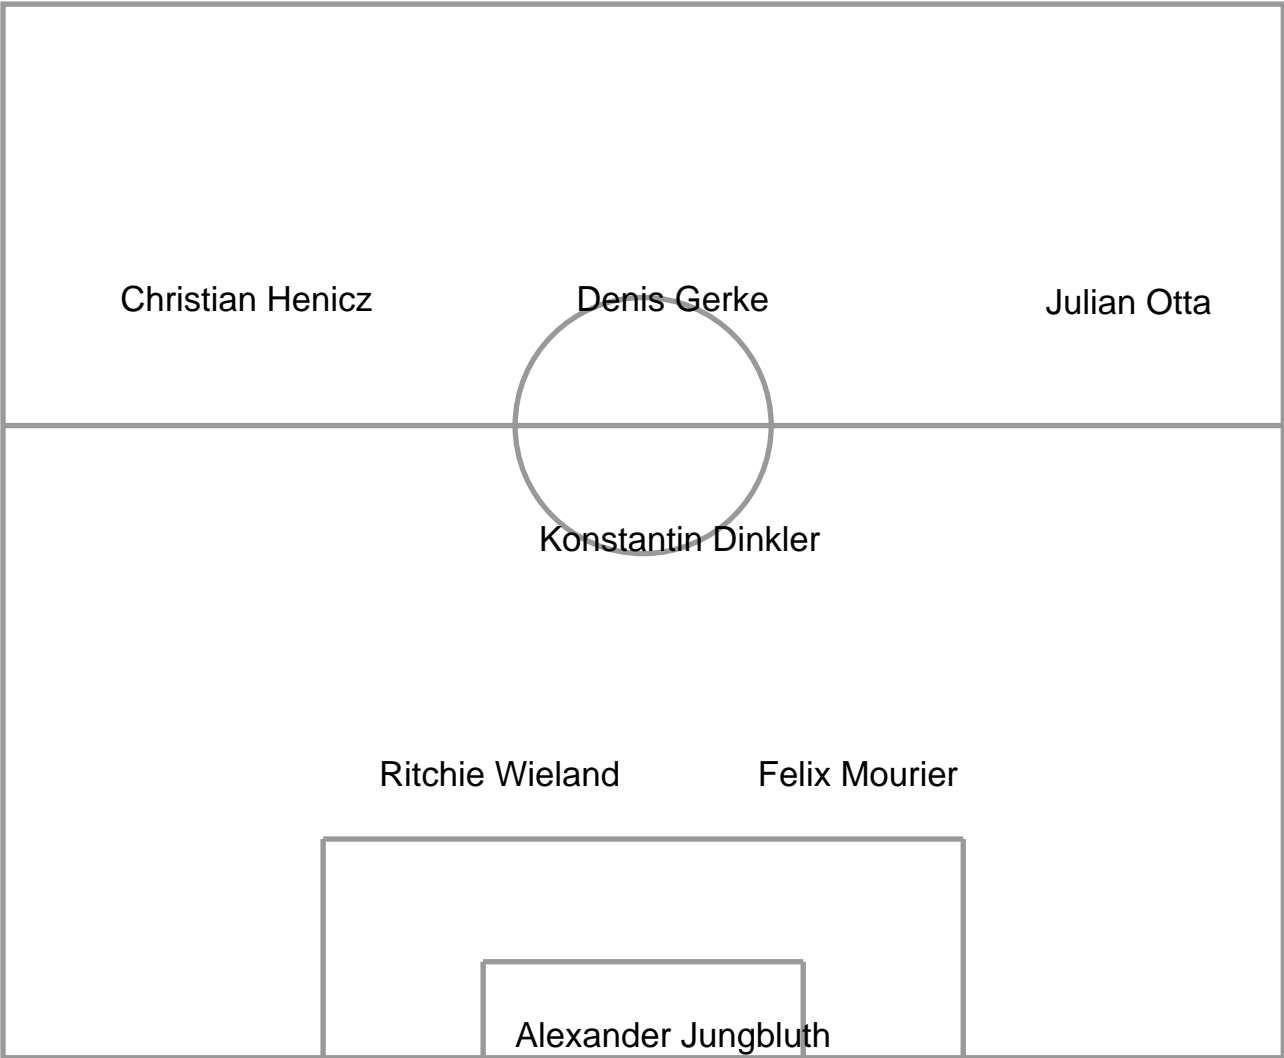 Christian Henicz
Denis Gerke
Julian Otta
Konstantin Dinkler
Ritchie Wieland
Felix Mourier
Alexander Jungbluth